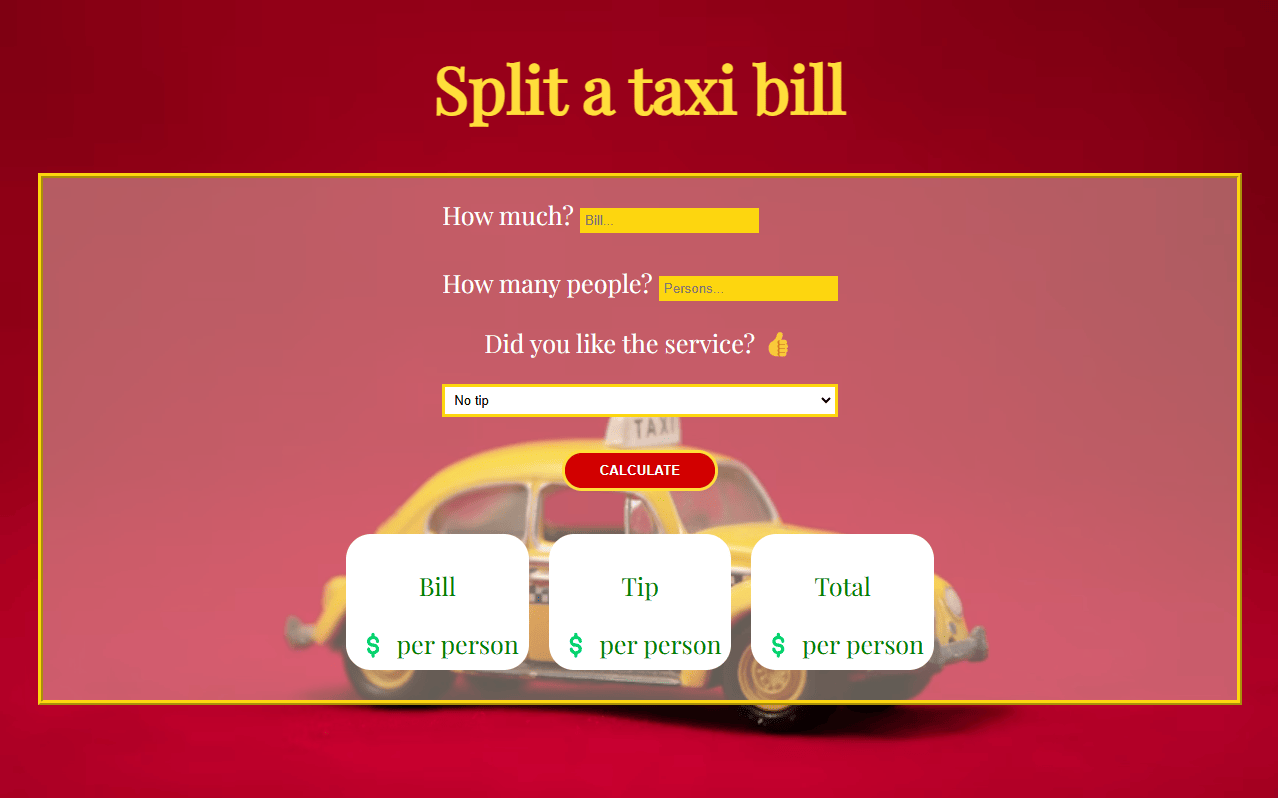 Split a taxi bill
How much? Bill...
How many people? Persons...
Did you like the service? 👍
No tip
TAXI
CALCULATE
Bill
$ per person
Tip
$ per person
Total
$ per person